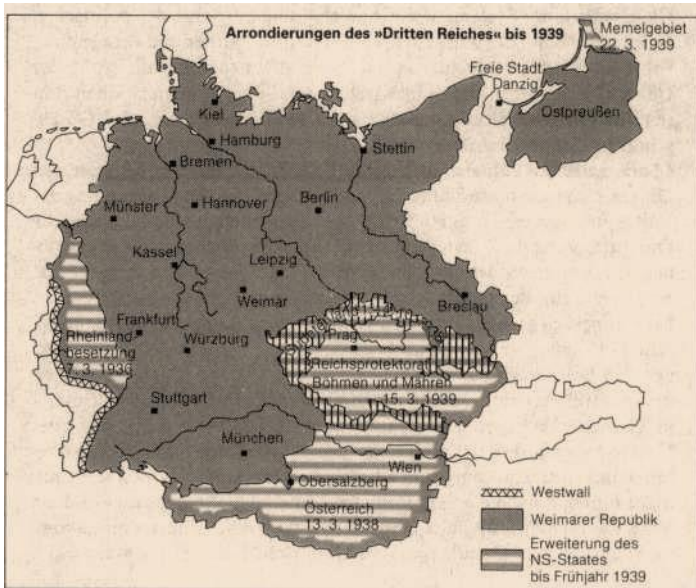 Arrondierungen des »Dritten Reiches« bis 1939
Memelgebiet
22. 3. 1939
Freie Stadt
Danzig
Ostpreußen
Kiel
Hamburg
Stettin
Bremen
Münster
Hannover
Berlin
Kassel
Leipzig
Weimar
Breslau
Frankfurt
Würzburg
Prag
Rheinland-
besetzung
7. 3. 1936
Reichsprotektorat
Böhmen und Mähren
15. 3. 1939
Stuttgart
München
Wien
Obersalzberg
Österreich
13. 3. 1938
Westwall
Weimarer Republik
Erweiterung des
NS-Staates
bis Frühjahr 1939